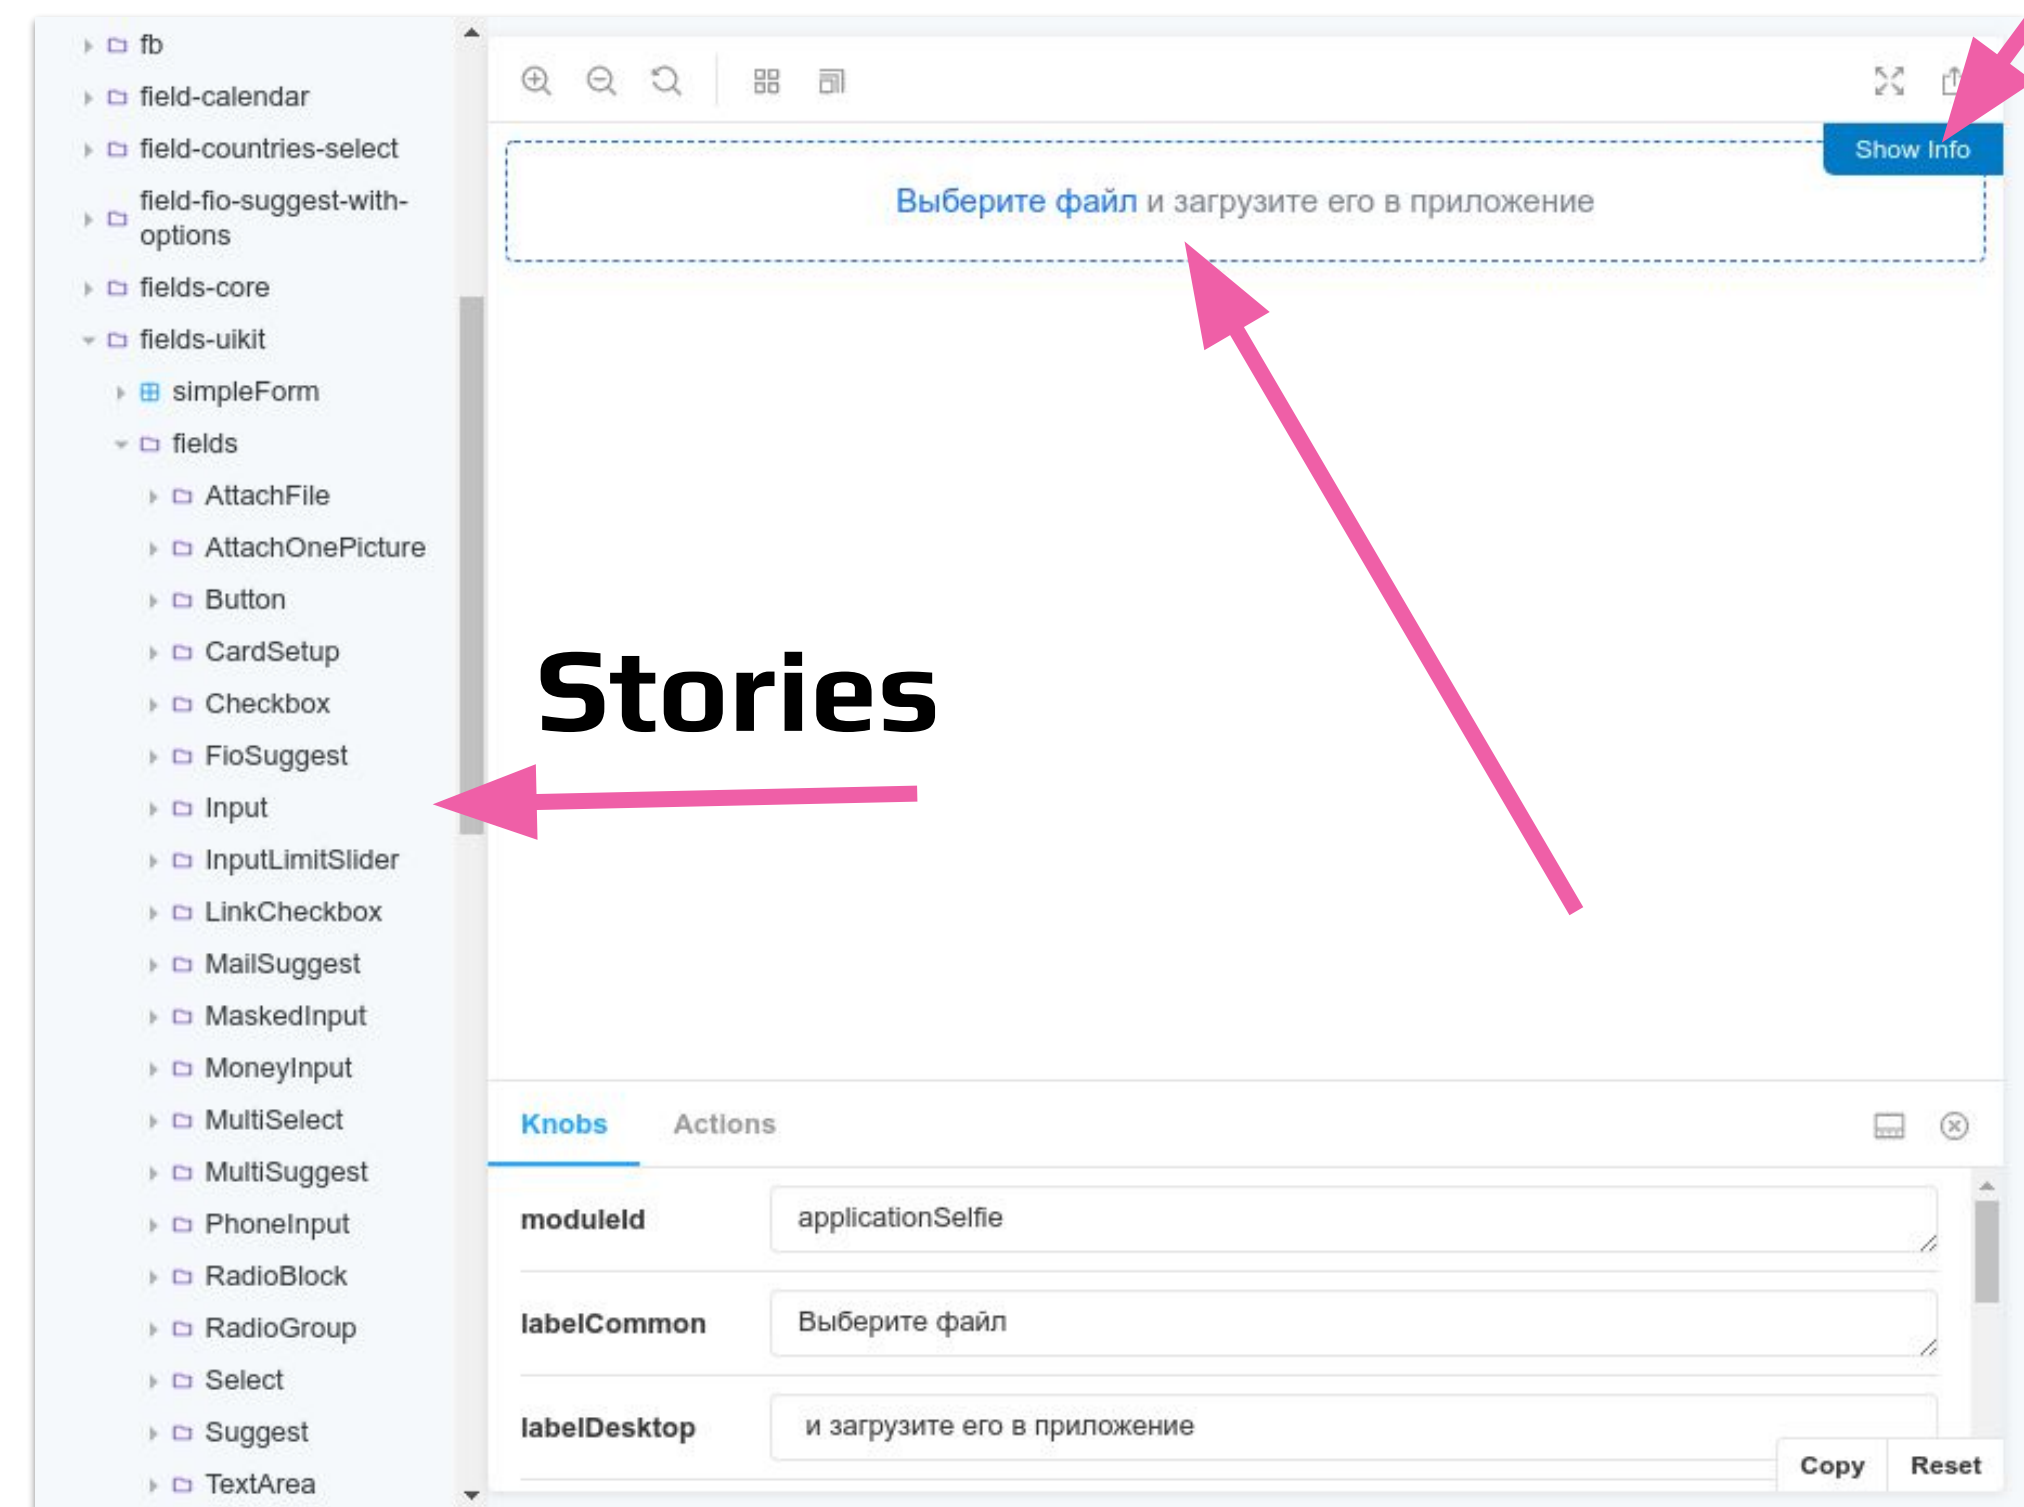 fb
field-calendar
field-countries-select
field-fio-suggest-with-
options
fields-core
fields-uikit
simpleForm
fields
AttachFile
AttachOnePicture
Button
CardSetup
Checkbox
FioSuggest
Input
InputLimitSlider
LinkCheckbox
MailSuggest
MaskedInput
MoneyInput
MultiSelect
MultiSuggest
PhoneInput
RadioBlock
RadioGroup
Select
Suggest
TextArea
Show Info
Выберите файл и загрузите его в приложение
Stories
Knobs Actions
moduleId applicationSelfie
labelCommon Выберите файл
labelDesktop и загрузите его в приложение
Copy Reset